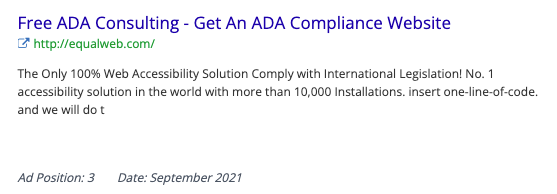 Free ADA Consulting - Get An ADA Compliance Website
http://equalweb.com/
The Only 100% Web Accessibility Solution Comply with International Legislation! No. 1
accessibility solution in the world with more than 10,000 Installations. insert one-line-of-code.
and we will do t
Ad Position: 3 Date: September 2021